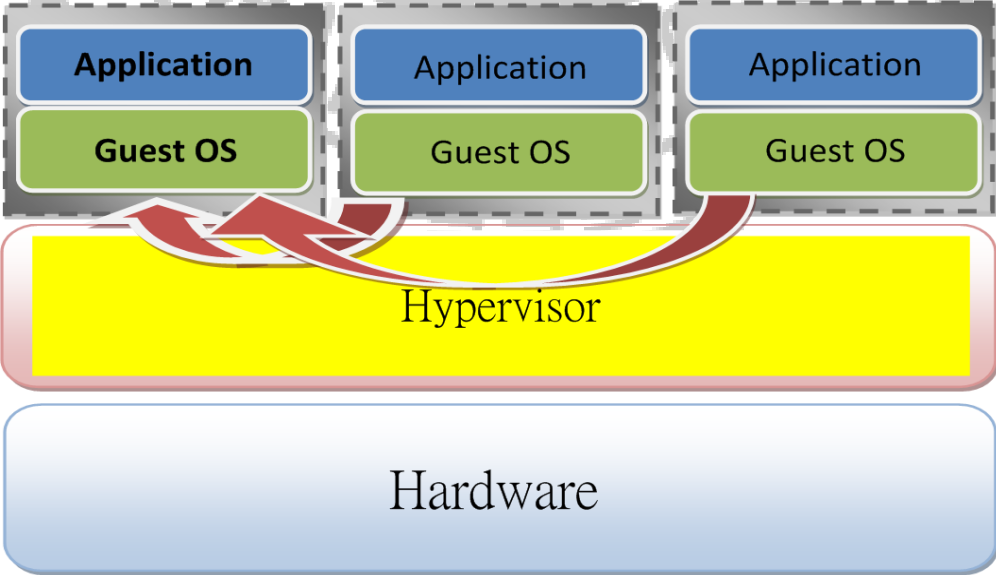 Application
Application
Application
Guest OS
Guest OS
Guest OS
Hypervisor
Hardware